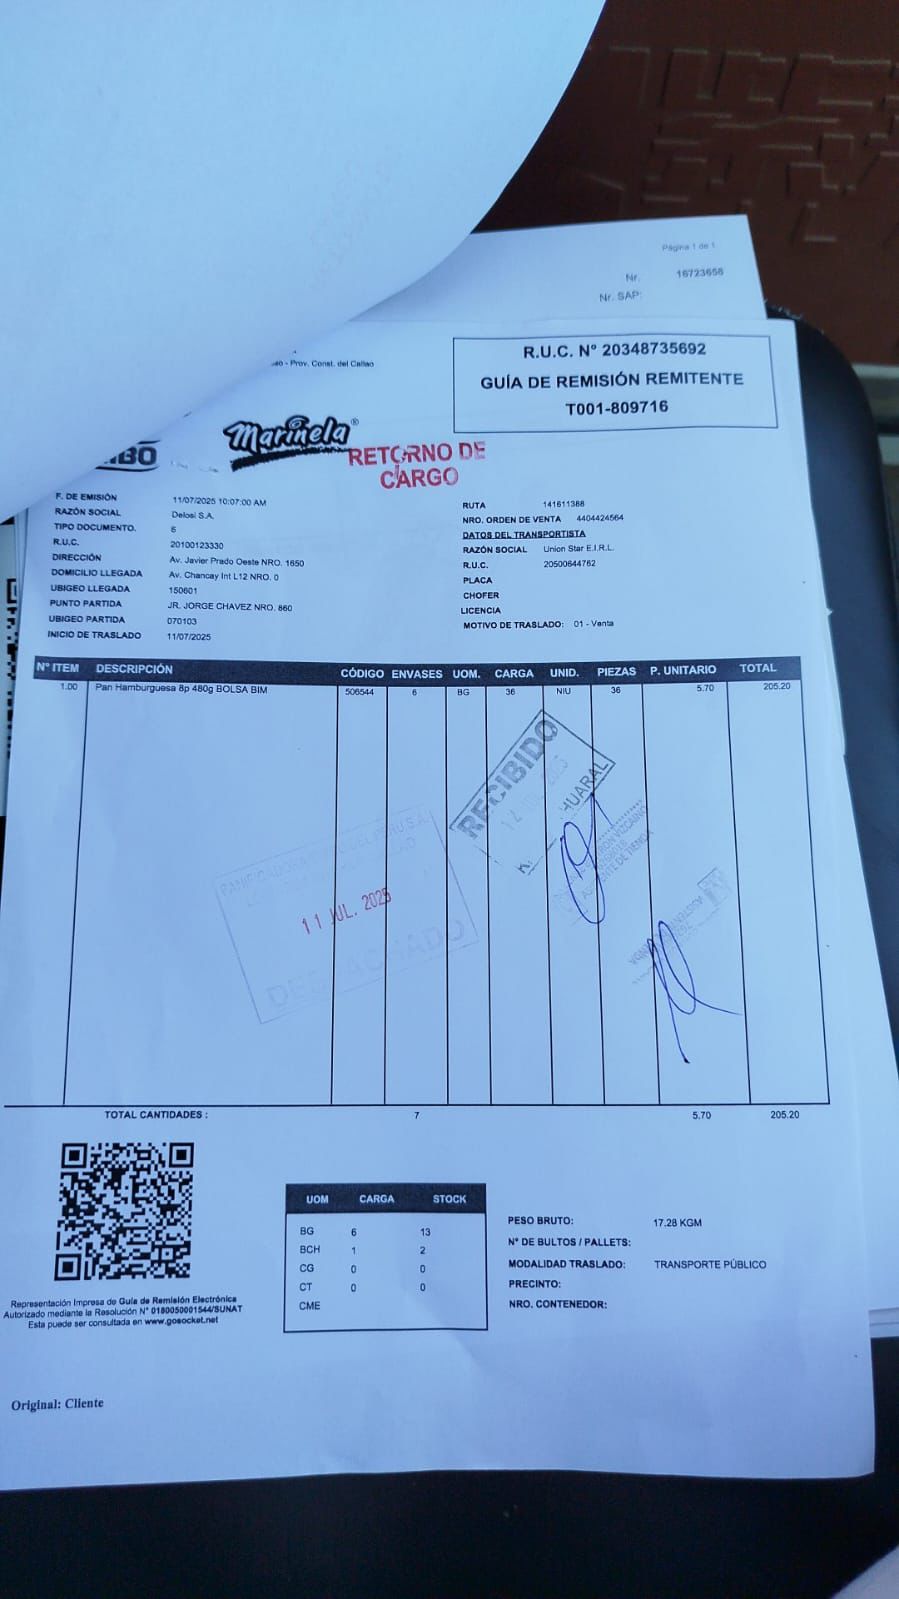 Página 1 de 1
Nr. 16723658
Nr. SAP:
- Prov. Const. del Callao
R.U.C. Nº 20348735692
GUÍA DE REMISIÓN REMITENTE
T001-809716
Marinela®
RETORNO DE
CARGO
F. DE EMISIÓN 11/07/2025 10:07:00 AM
RAZÓN SOCIAL Delosi S.A.
TIPO DOCUMENTO. 6
R.U.C. 20100123330
DIRECCIÓN Av. Javier Prado Oeste NRO. 1650
DOMICILIO LLEGADA Av. Chancay Int L12 NRO. 0
UBIGEO LLEGADA 150601
PUNTO PARTIDA JR. JORGE CHAVEZ NRO. 860
UBIGEO PARTIDA 070103
INICIO DE TRASLADO 11/07/2025
RUTA 141611388
NRO. ORDEN DE VENTA 4404424564
DATOS DEL TRANSPORTISTA
RAZÓN SOCIAL Union Star E.I.R.L.
R.U.C. 20500644762
PLACA
CHOFER
LICENCIA
MOTIVO DE TRASLADO: 01 - Venta
Nº ITEM DESCRIPCIÓN CÓDIGO ENVASES UOM. CARGA UNID. PIEZAS P. UNITARIO TOTAL
1.00 Pan Hamburguesa 8p 480g BOLSA BIM 506544 6 BG 36 NIU 36 5.70 205.20
RECIBIDO
HUARAL
PANIFICADORA DEL PERU S.A.
11 JUL. 2025
DESPACHADO
TOTAL CANTIDADES : 7 5.70 205.20
UOM CARGA STOCK
BG 6 13
BCH 1 2
CG 0 0
CT 0 0
CME
PESO BRUTO: 17.28 KGM
Nº DE BULTOS / PALLETS:
MODALIDAD TRASLADO: TRANSPORTE PÚBLICO
PRECINTO:
NRO. CONTENEDOR:
Representación Impresa de Guía de Remisión Electrónica
Autorizado mediante la Resolución N° 0180050001544/SUNAT
Esta puede ser consultada en www.gosocket.net
Original: Cliente